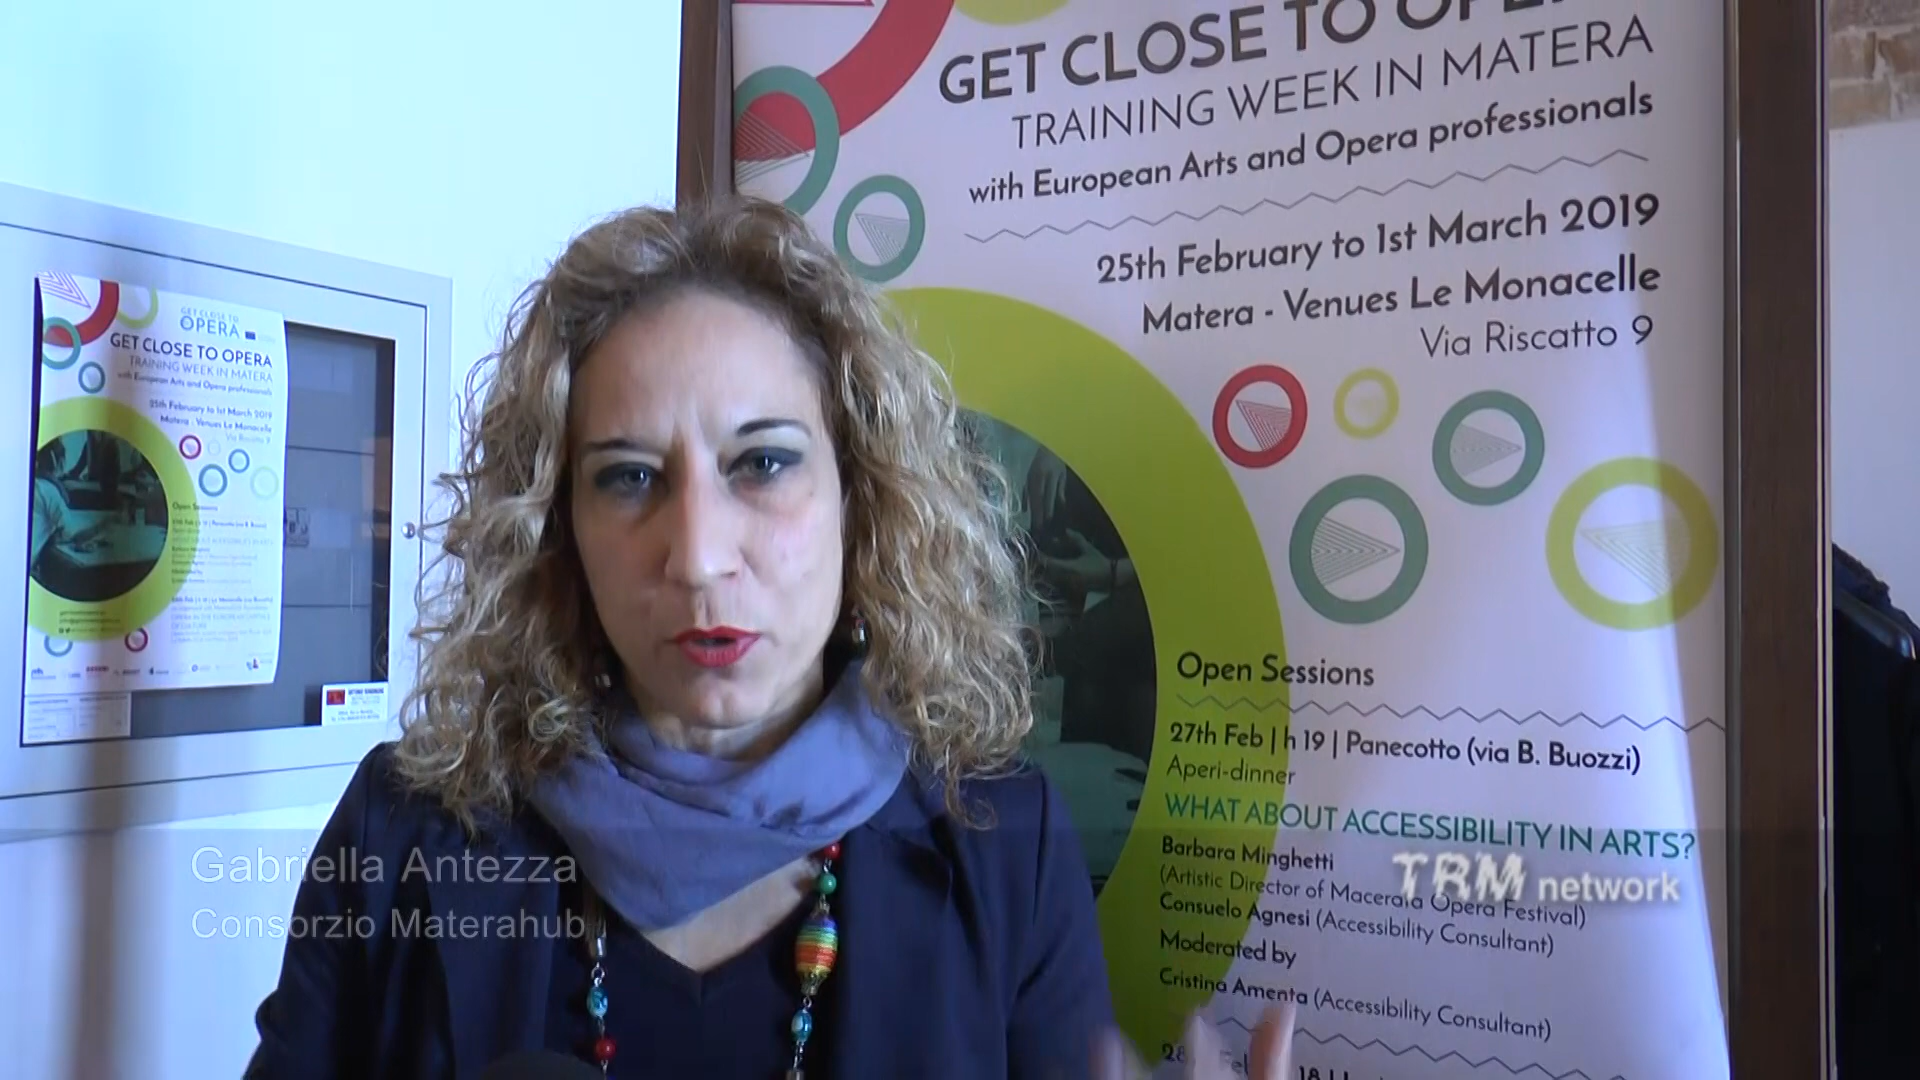 GET CLOSE TO OPERA
TRAINING WEEK IN MATERA
with European Arts and Opera professionals
25th February to 1st March 2019
Matera - Venues Le Monacelle
Via Riscatto 9
Open Sessions
27th Feb | h 19 | Panecotto (via B. Buozzi)
Aperi-dinner
WHAT ABOUT ACCESSIBILITY IN ARTS?
Barbara Minghetti
(Artistic Director of Macerata Opera Festival)
Consuelo Agnesi (Accessibility Consultant)
Moderated by
Cristina Amenta (Accessibility Consultant)
GET CLOSE TO
OPERA
GET CLOSE TO OPERA
TRAINING WEEK IN MATERA
with European Arts and Opera professionals
25th February to 1st March 2019
Matera - Venues Le Monacelle
Via Riscatto 9
Open Sessions
Gabriella Antezza
Consorzio Materahub
TRM network